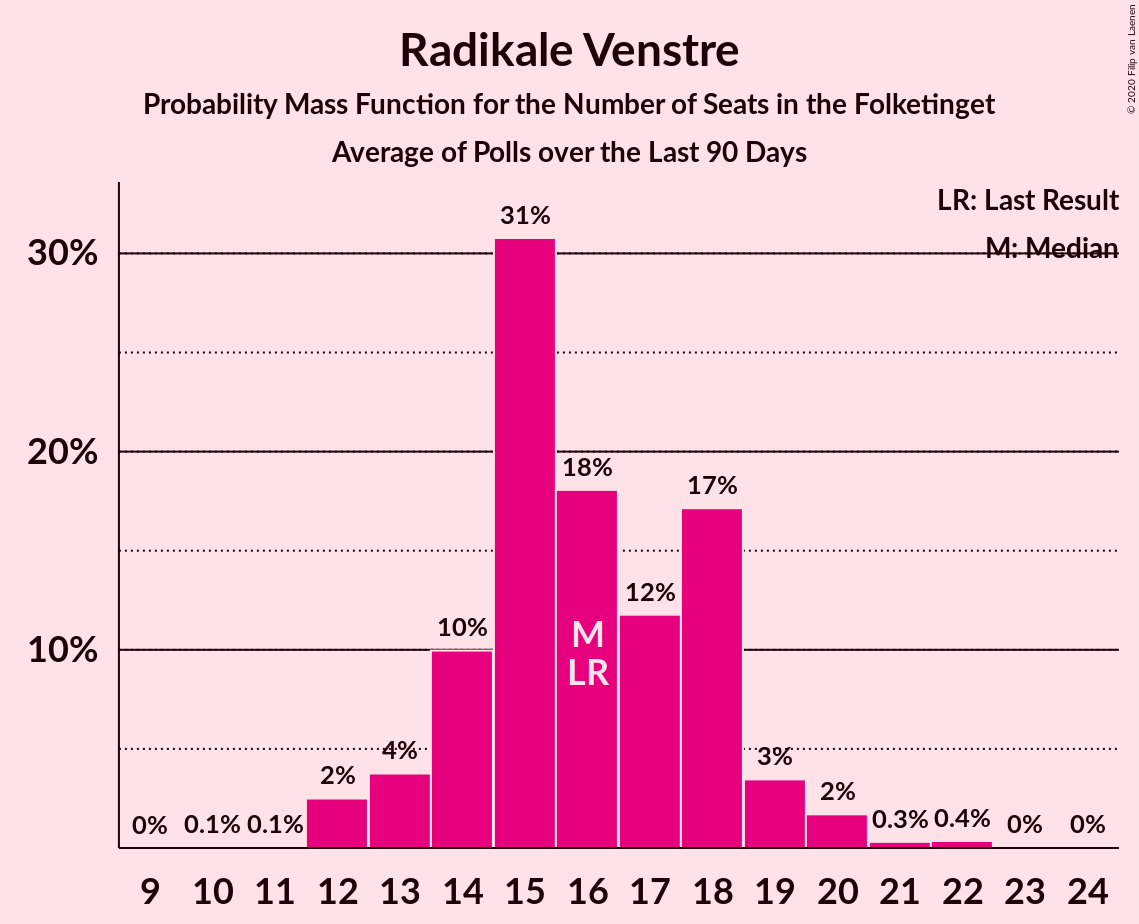 Radikale Venstre
Probability Mass Function for the Number of Seats in the Folketinget
Average of Polls over the Last 90 Days
© 2020 Filip van Laenen
LR: Last Result
M: Median
30%
20%
10%
0%
0.1%
0.1%
2%
4%
10%
31%
18%
12%
17%
3%
2%
0.3%
0.4%
0%
0%
M
LR
9 10 11 12 13 14 15 16 17 18 19 20 21 22 23 24